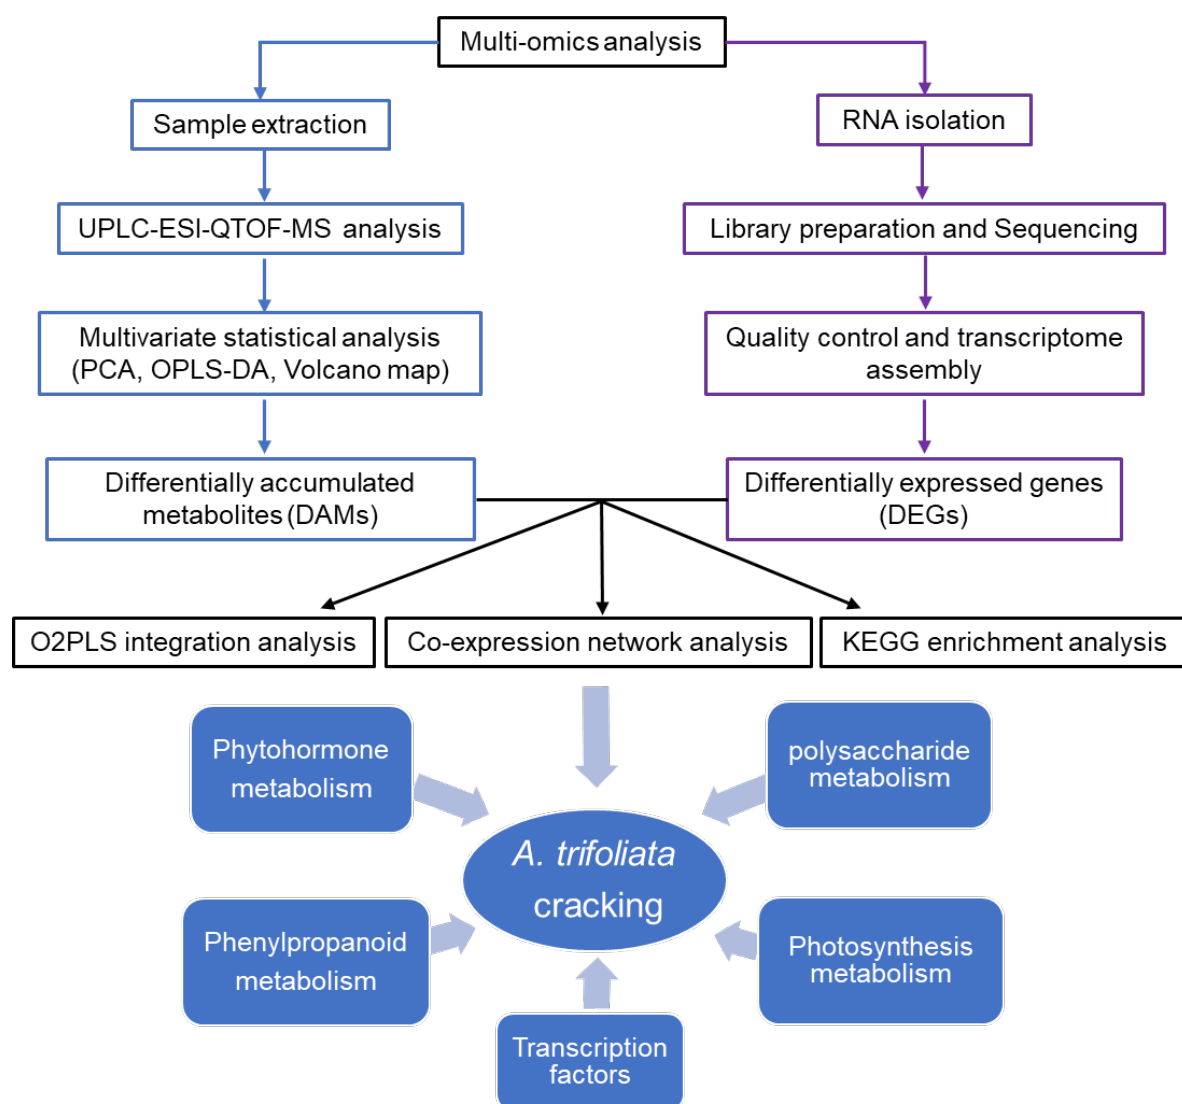 Multi-omics analysis
Sample extraction
RNA isolation
UPLC-ESI-QTOF-MS analysis
Library preparation and Sequencing
Multivariate statistical analysis
(PCA, OPLS-DA, Volcano map)
Quality control and transcriptome
assembly
Differentially accumulated
metabolites (DAMs)
Differentially expressed genes
(DEGs)
O2PLS integration analysis
Co-expression network analysis
KEGG enrichment analysis
Phytohormone
metabolism
polysaccharide
metabolism
A. trifoliata
cracking
Phenylpropanoid
metabolism
Photosynthesis
metabolism
Transcription
factors